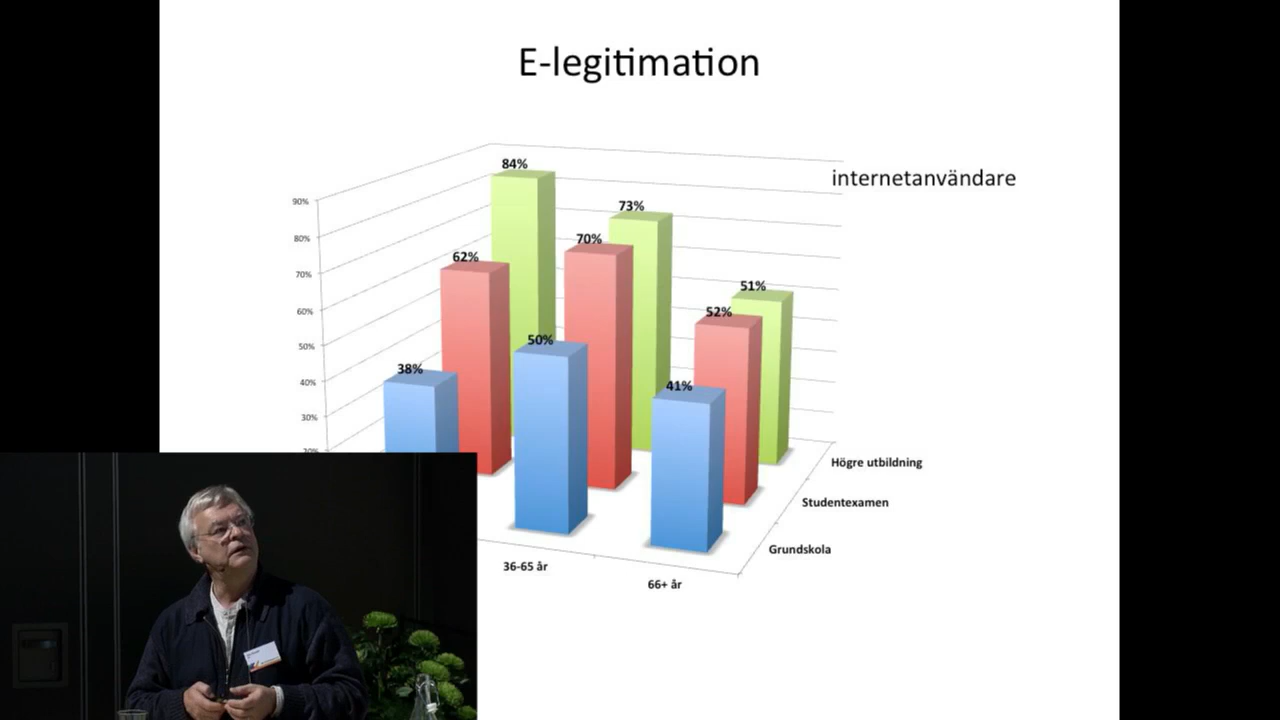 E-legitimation
internetanvändare
84%
73%
51%
62%
70%
52%
38%
50%
41%
90%
80%
70%
60%
50%
40%
30%
Högre utbildning
Studentexamen
Grundskola
36-65 år
66+ år